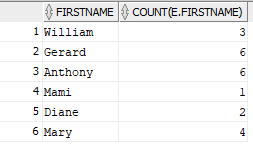 FIRSTNAME COUNT(E.FIRSTNAME)
1 William 3
2 Gerard 6
3 Anthony 6
4 Mami 1
5 Diane 2
6 Mary 4